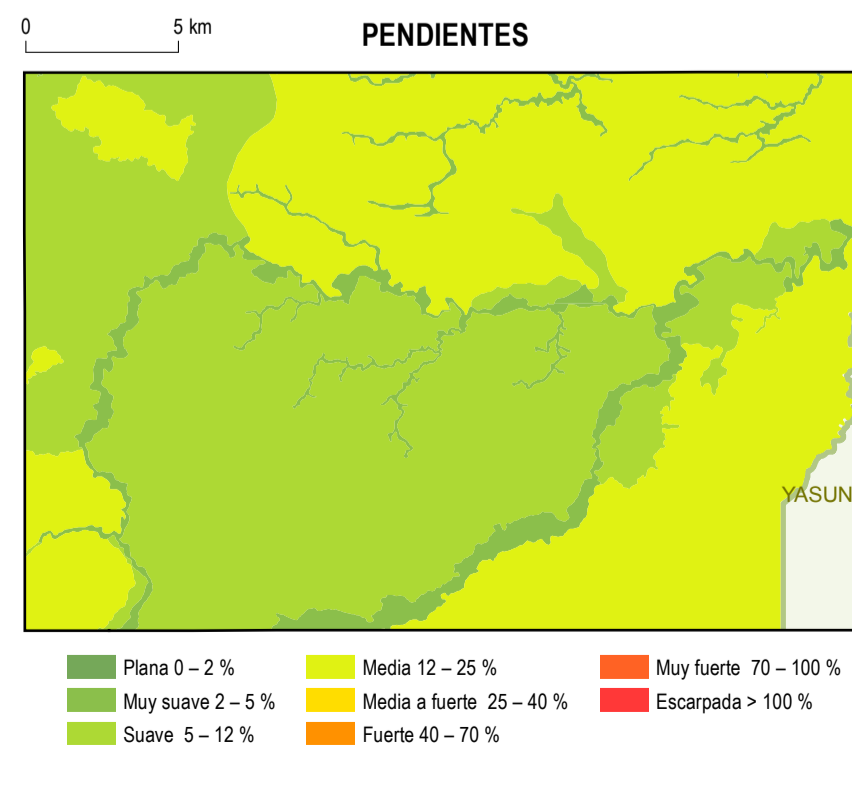 0 5 km
PENDIENTES
YASUN
Plana 0 – 2 %
Muy suave 2 – 5 %
Suave 5 – 12 %
Media 12 – 25 %
Media a fuerte 25 – 40 %
Fuerte 40 – 70 %
Muy fuerte 70 – 100 %
Escarpada > 100 %